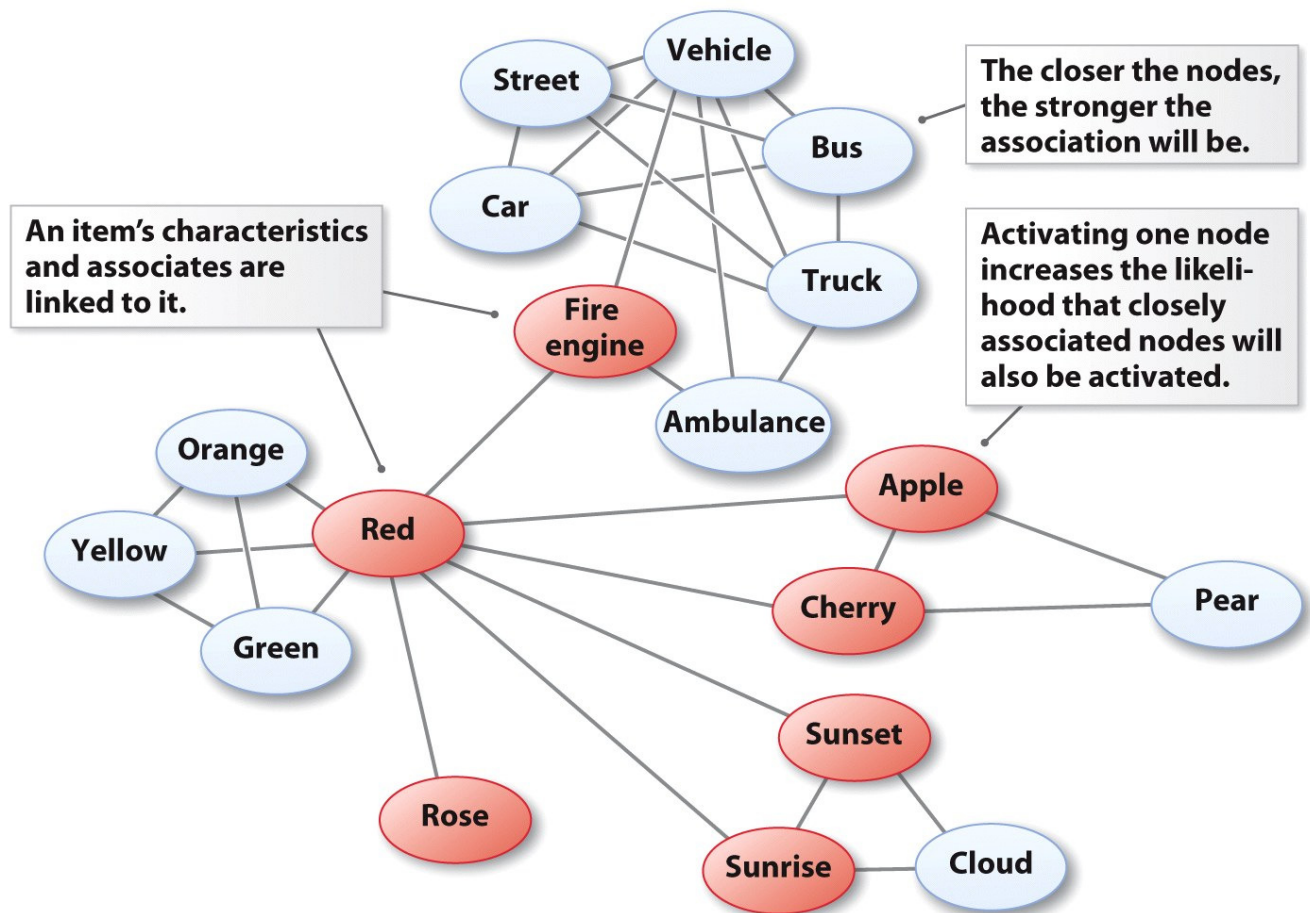 Vehicle
Street
The closer the nodes,
the stronger the
association will be.
Bus
Car
An item’s characteristics
and associates are
linked to it.
Activating one node
increases the likeli-
hood that closely
associated nodes will
also be activated.
Truck
Fire
engine
Ambulance
Orange
Apple
Red
Yellow
Cherry
Pear
Green
Sunset
Rose
Sunrise
Cloud